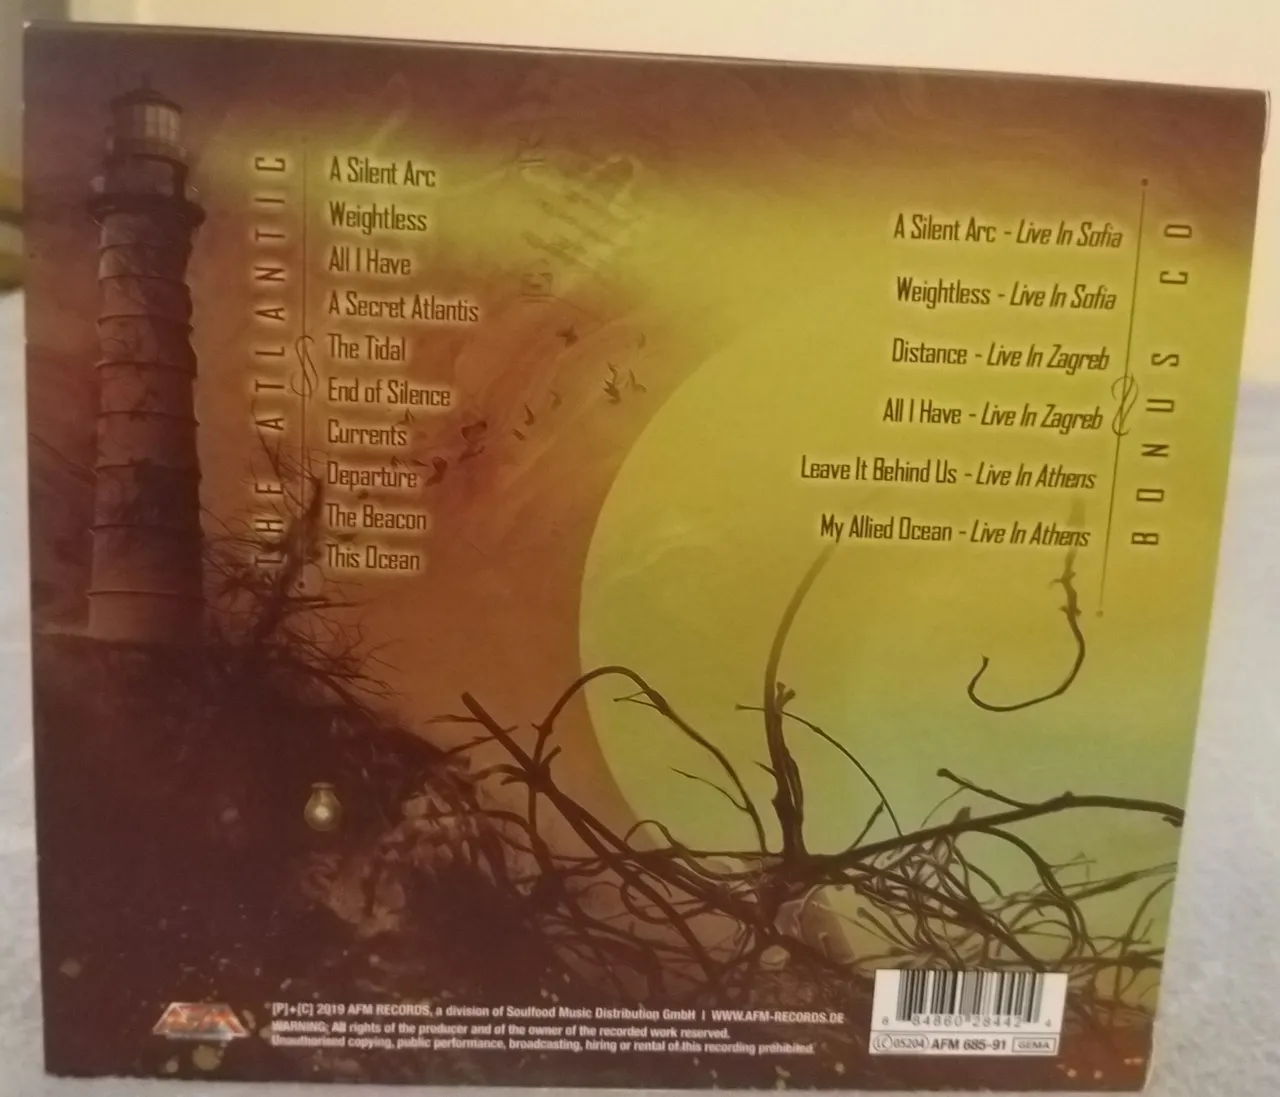 THE ATLANTIC
A Silent Arc
Weightless
All I Have
A Secret Atlantis
The Tidal
End of Silence
Currents
Departure
The Beacon
This Ocean
BONUS CD
A Silent Arc - Live In Sofia
Weightless - Live In Sofia
Distance - Live In Zagreb
All I Have - Live In Zagreb
Leave It Behind Us - Live In Athens
My Allied Ocean - Live In Athens
AFM
[P]+[C] 2019 AFM RECORDS, a division of Soulfood Music Distribution GmbH | WWW.AFM-RECORDS.DE
WARNING: All rights of the producer and of the owner of the recorded work reserved.
Unauthorised copying, public performance, broadcasting, hiring or rental of this recording prohibited.
8 84860 28442 4
LC 05204 AFM 685-91 GEMA